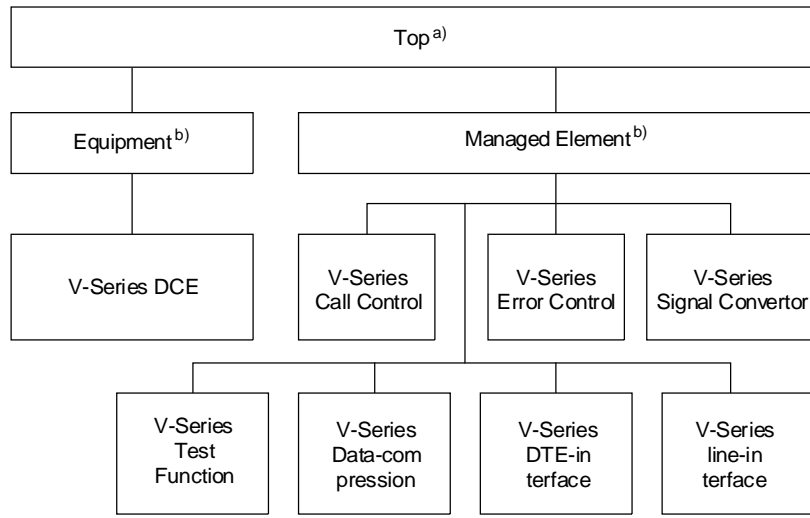 Top a)
Equipment b)
Managed Element b)
V-Series DCE
V-Series
Call Control
V-Series
Error Control
V-Series
Signal Convertor
V-Series
Test
Function
V-Series
Data-com
pression
V-Series
DTE-in
terface
V-Series
line-in
terface